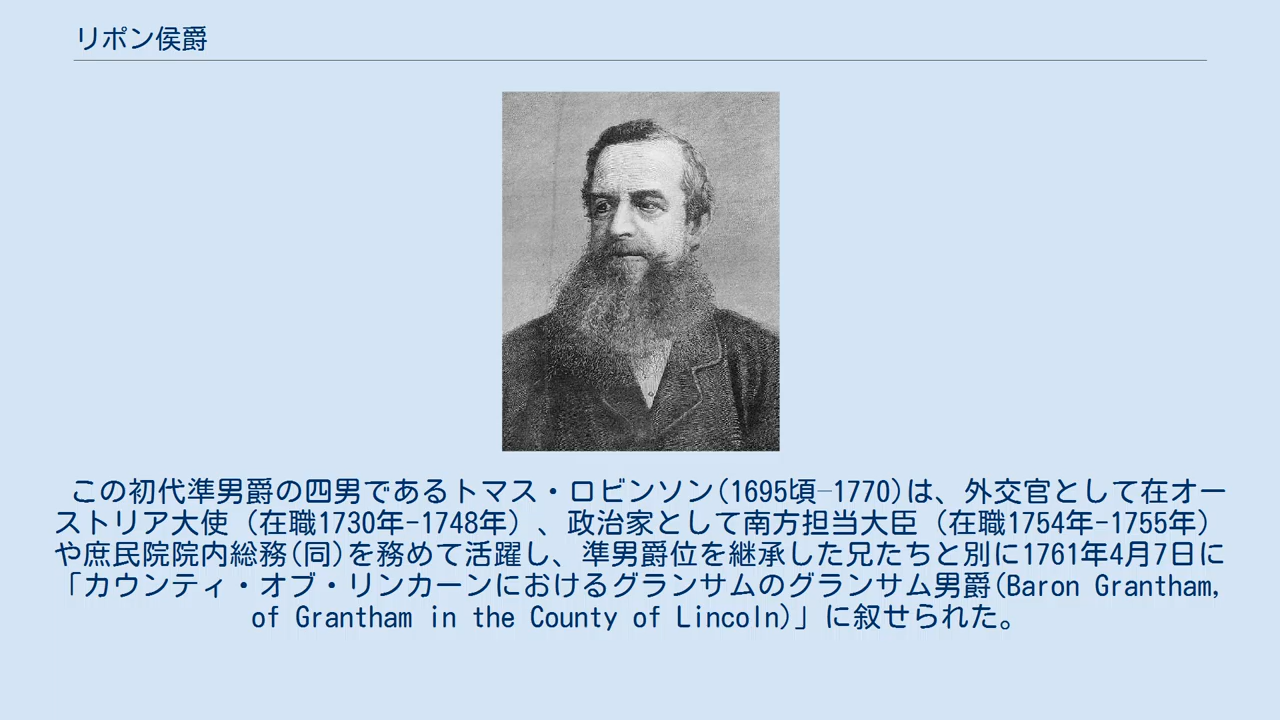 リポン侯爵
この初代準男爵の四男であるトマス・ロビンソン(1695頃–1770)は、外交官として在オー
ストリア大使（在職1730年-1748年）、政治家として南方担当大臣（在職1754年-1755年）
や庶民院院内総務(同)を務めて活躍し、準男爵位を継承した兄たちと別に1761年4月7日に
「カウンティ・オブ・リンカーンにおけるグランサムのグランサム男爵(Baron Grantham,
of Grantham in the County of Lincoln)」に叙せられた。